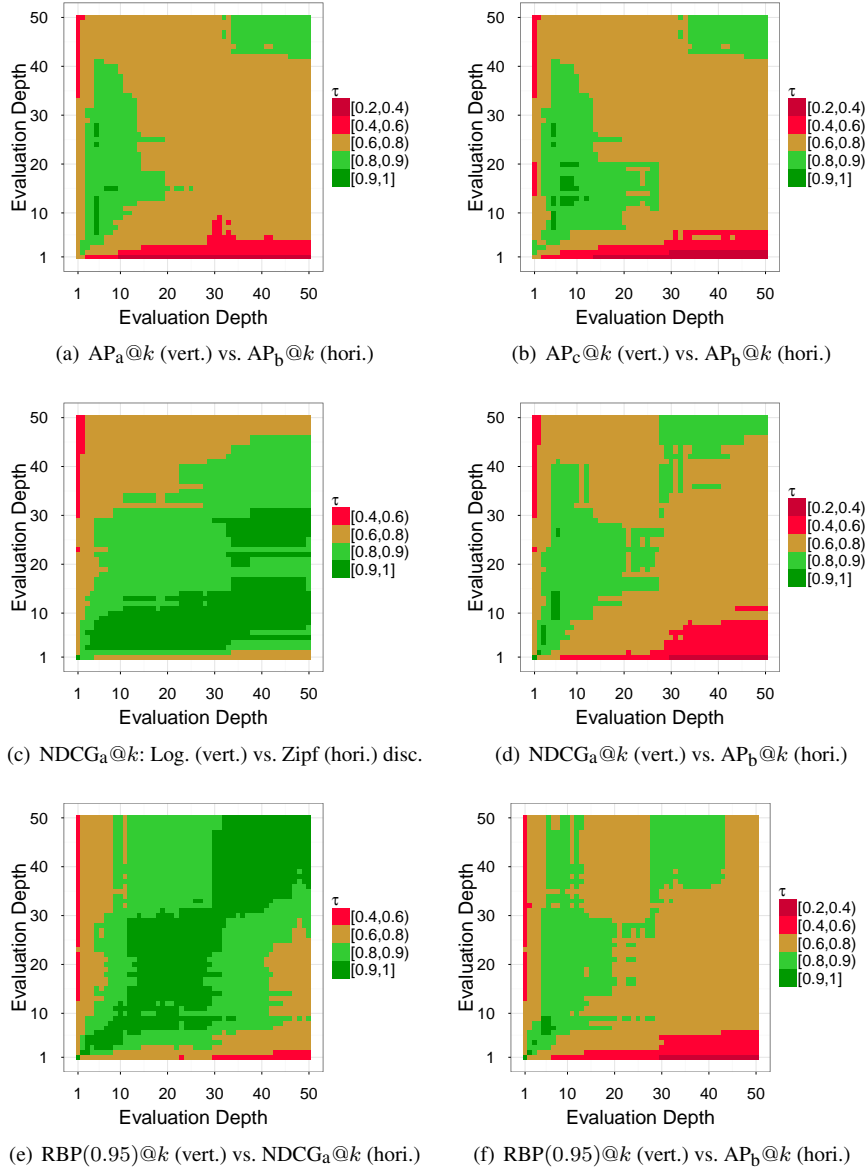 50
40
30
20
10
1
1 10 20 30 40 50
Evaluation Depth
Evaluation Depth
τ
[0.2,0.4)
[0.4,0.6)
[0.6,0.8)
[0.8,0.9)
[0.9,1]
(a) APa@k (vert.) vs. APb@k (hori.)
50
40
30
20
10
1
1 10 20 30 40 50
Evaluation Depth
Evaluation Depth
τ
[0.2,0.4)
[0.4,0.6)
[0.6,0.8)
[0.8,0.9)
[0.9,1]
(b) APc@k (vert.) vs. APb@k (hori.)
50
40
30
20
10
1
1 10 20 30 40 50
Evaluation Depth
Evaluation Depth
τ
[0.4,0.6)
[0.6,0.8)
[0.8,0.9)
[0.9,1]
(c) NDCGa@k: Log. (vert.) vs. Zipf (hori.) disc.
50
40
30
20
10
1
1 10 20 30 40 50
Evaluation Depth
Evaluation Depth
τ
[0.2,0.4)
[0.4,0.6)
[0.6,0.8)
[0.8,0.9)
[0.9,1]
(d) NDCGa@k (vert.) vs. APb@k (hori.)
50
40
30
20
10
1
1 10 20 30 40 50
Evaluation Depth
Evaluation Depth
τ
[0.4,0.6)
[0.6,0.8)
[0.8,0.9)
[0.9,1]
(e) RBP(0.95)@k (vert.) vs. NDCGa@k (hori.)
50
40
30
20
10
1
1 10 20 30 40 50
Evaluation Depth
Evaluation Depth
τ
[0.2,0.4)
[0.4,0.6)
[0.6,0.8)
[0.8,0.9)
[0.9,1]
(f) RBP(0.95)@k (vert.) vs. APb@k (hori.)